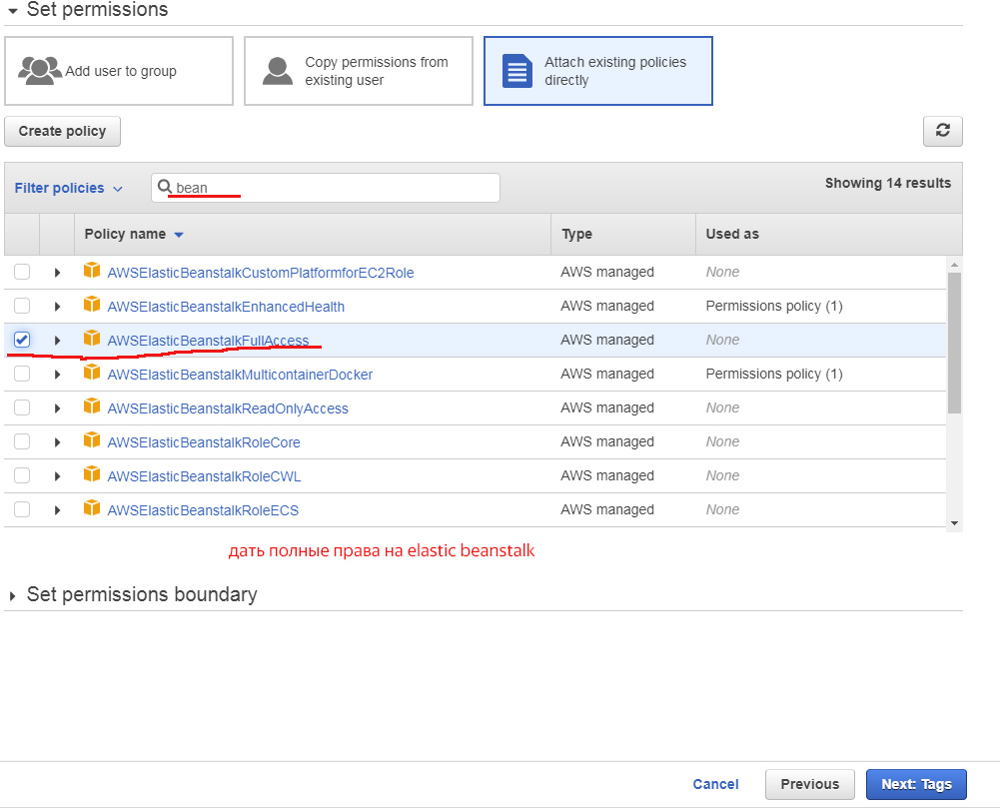 Set permissions
Add user to group
Copy permissions from
existing user
Attach existing policies
directly
Create policy
Filter policies bean Showing 14 results
Policy name Type Used as
AWSElasticBeanstalkCustomPlatformforEC2Role AWS managed None
AWSElasticBeanstalkEnhancedHealth AWS managed Permissions policy (1)
AWSElasticBeanstalkFullAccess AWS managed None
AWSElasticBeanstalkMulticontainerDocker AWS managed Permissions policy (1)
AWSElasticBeanstalkReadOnlyAccess AWS managed None
AWSElasticBeanstalkRoleCore AWS managed None
AWSElasticBeanstalkRoleCWL AWS managed None
AWSElasticBeanstalkRoleECS AWS managed None
дать полные права на elastic beanstalk
Set permissions boundary
Cancel Previous Next: Tags